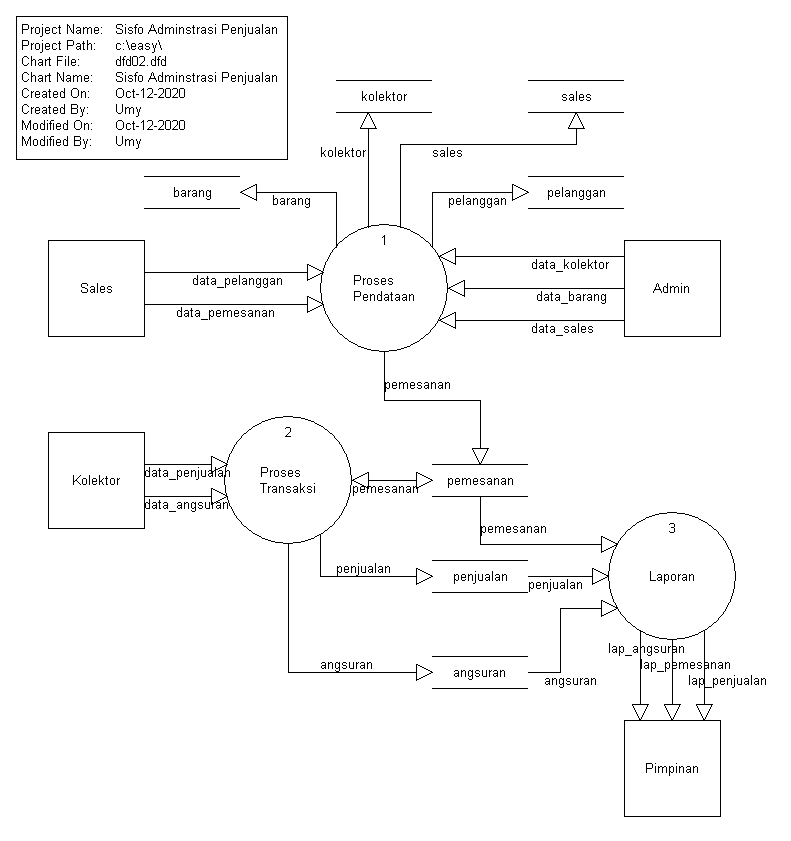 Project Name: Sisfo Adminstrasi Penjualan
Project Path: c:\easy\
Chart File: dfd02.dfd
Chart Name: Sisfo Adminstrasi Penjualan
Created On: Oct-12-2020
Created By: Umy
Modified On: Oct-12-2020
Modified By: Umy
kolektor
sales
kolektor
sales
barang
barang
pelanggan
pelanggan
1
Proses
Pendataan
Sales
data_pelanggan
data_pemesanan
data_kolektor
data_barang
data_sales
Admin
pemesanan
2
Proses
Transaksi
Kolektor
data_penjualan
data_angsuran
pemesanan
pemesanan
pemesanan
3
Laporan
penjualan
penjualan
penjualan
angsuran
angsuran
angsuran
lap_angsuran
lap_pemesanan
lap_penjualan
Pimpinan